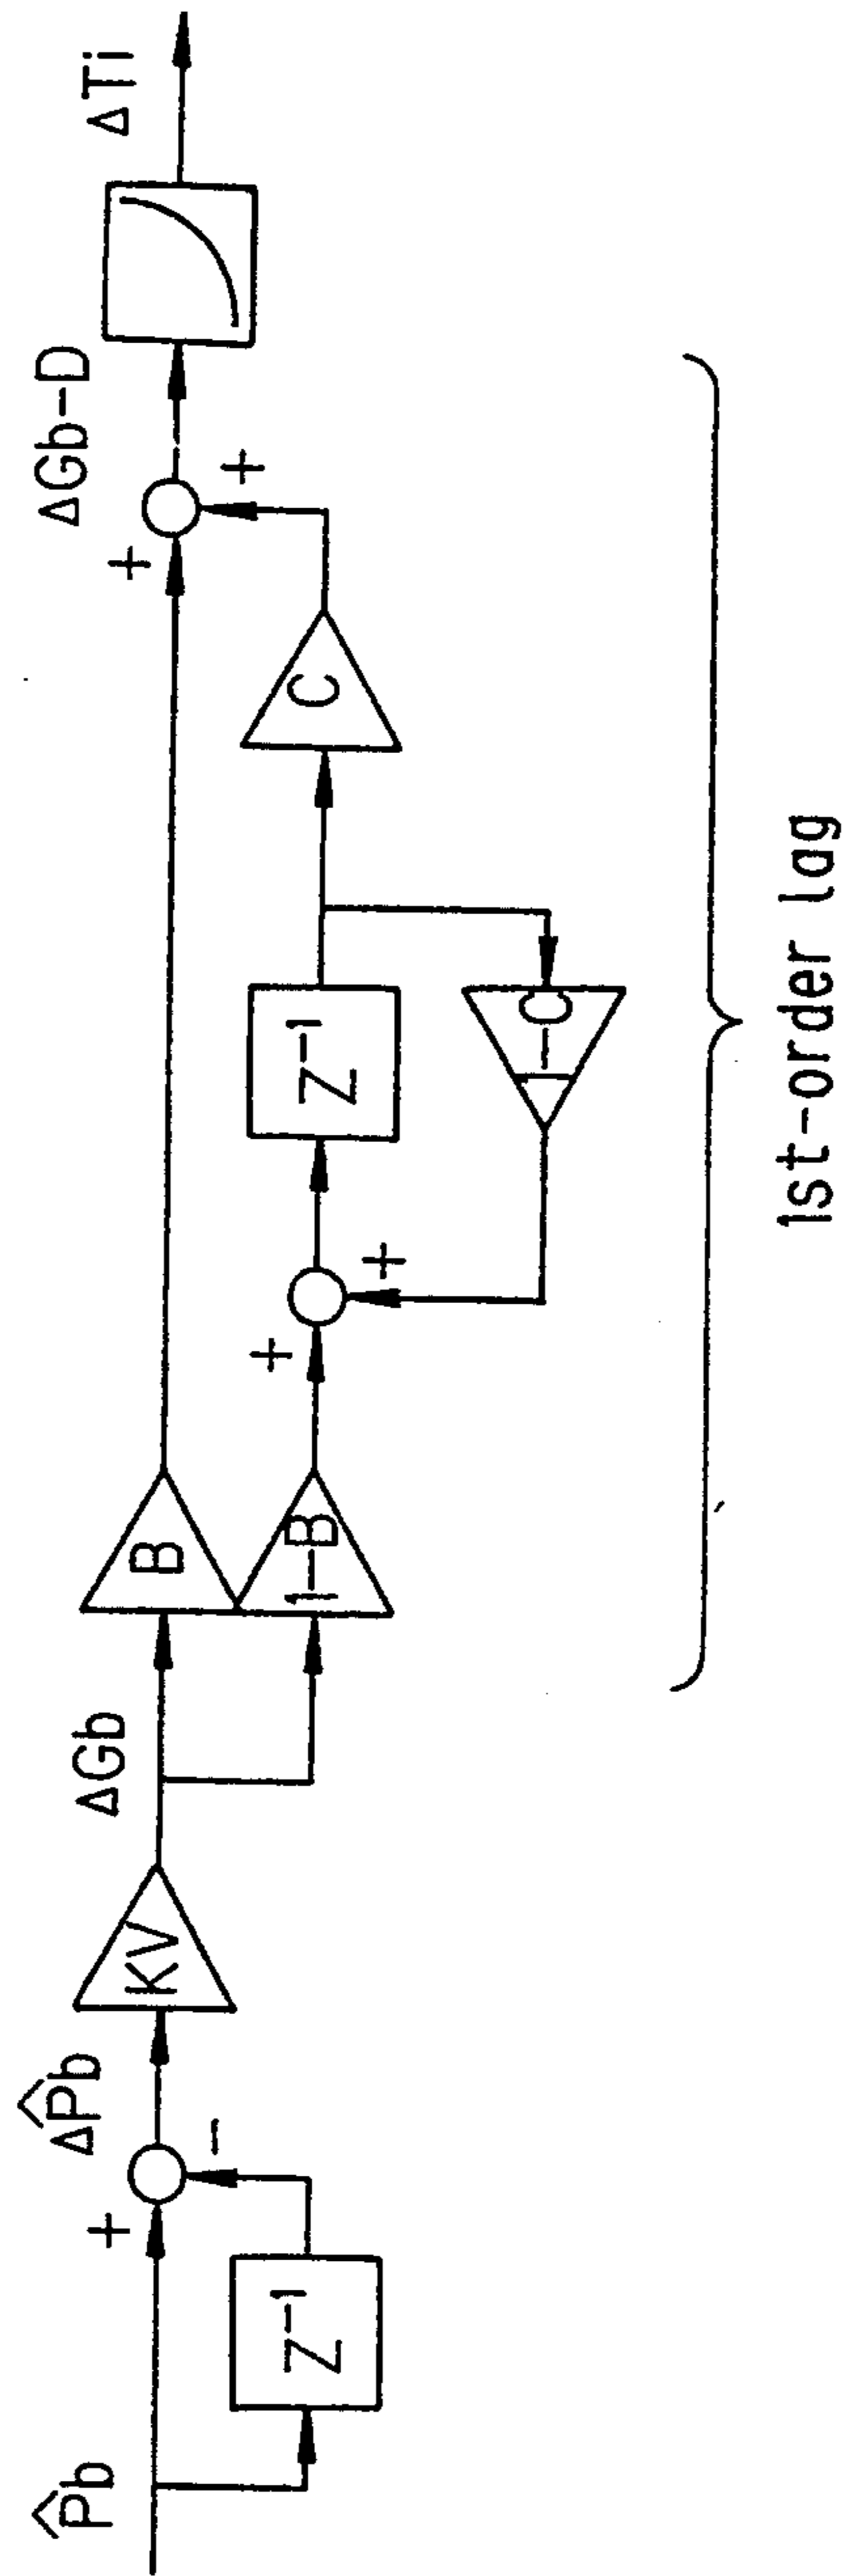 P̂b
Z⁻¹
+
-
ΔP̂b
KV
ΔGb
B
1-B
+
+
Z⁻¹
1-C
C
+
+
ΔGb-D
ΔTi
1st-order lag